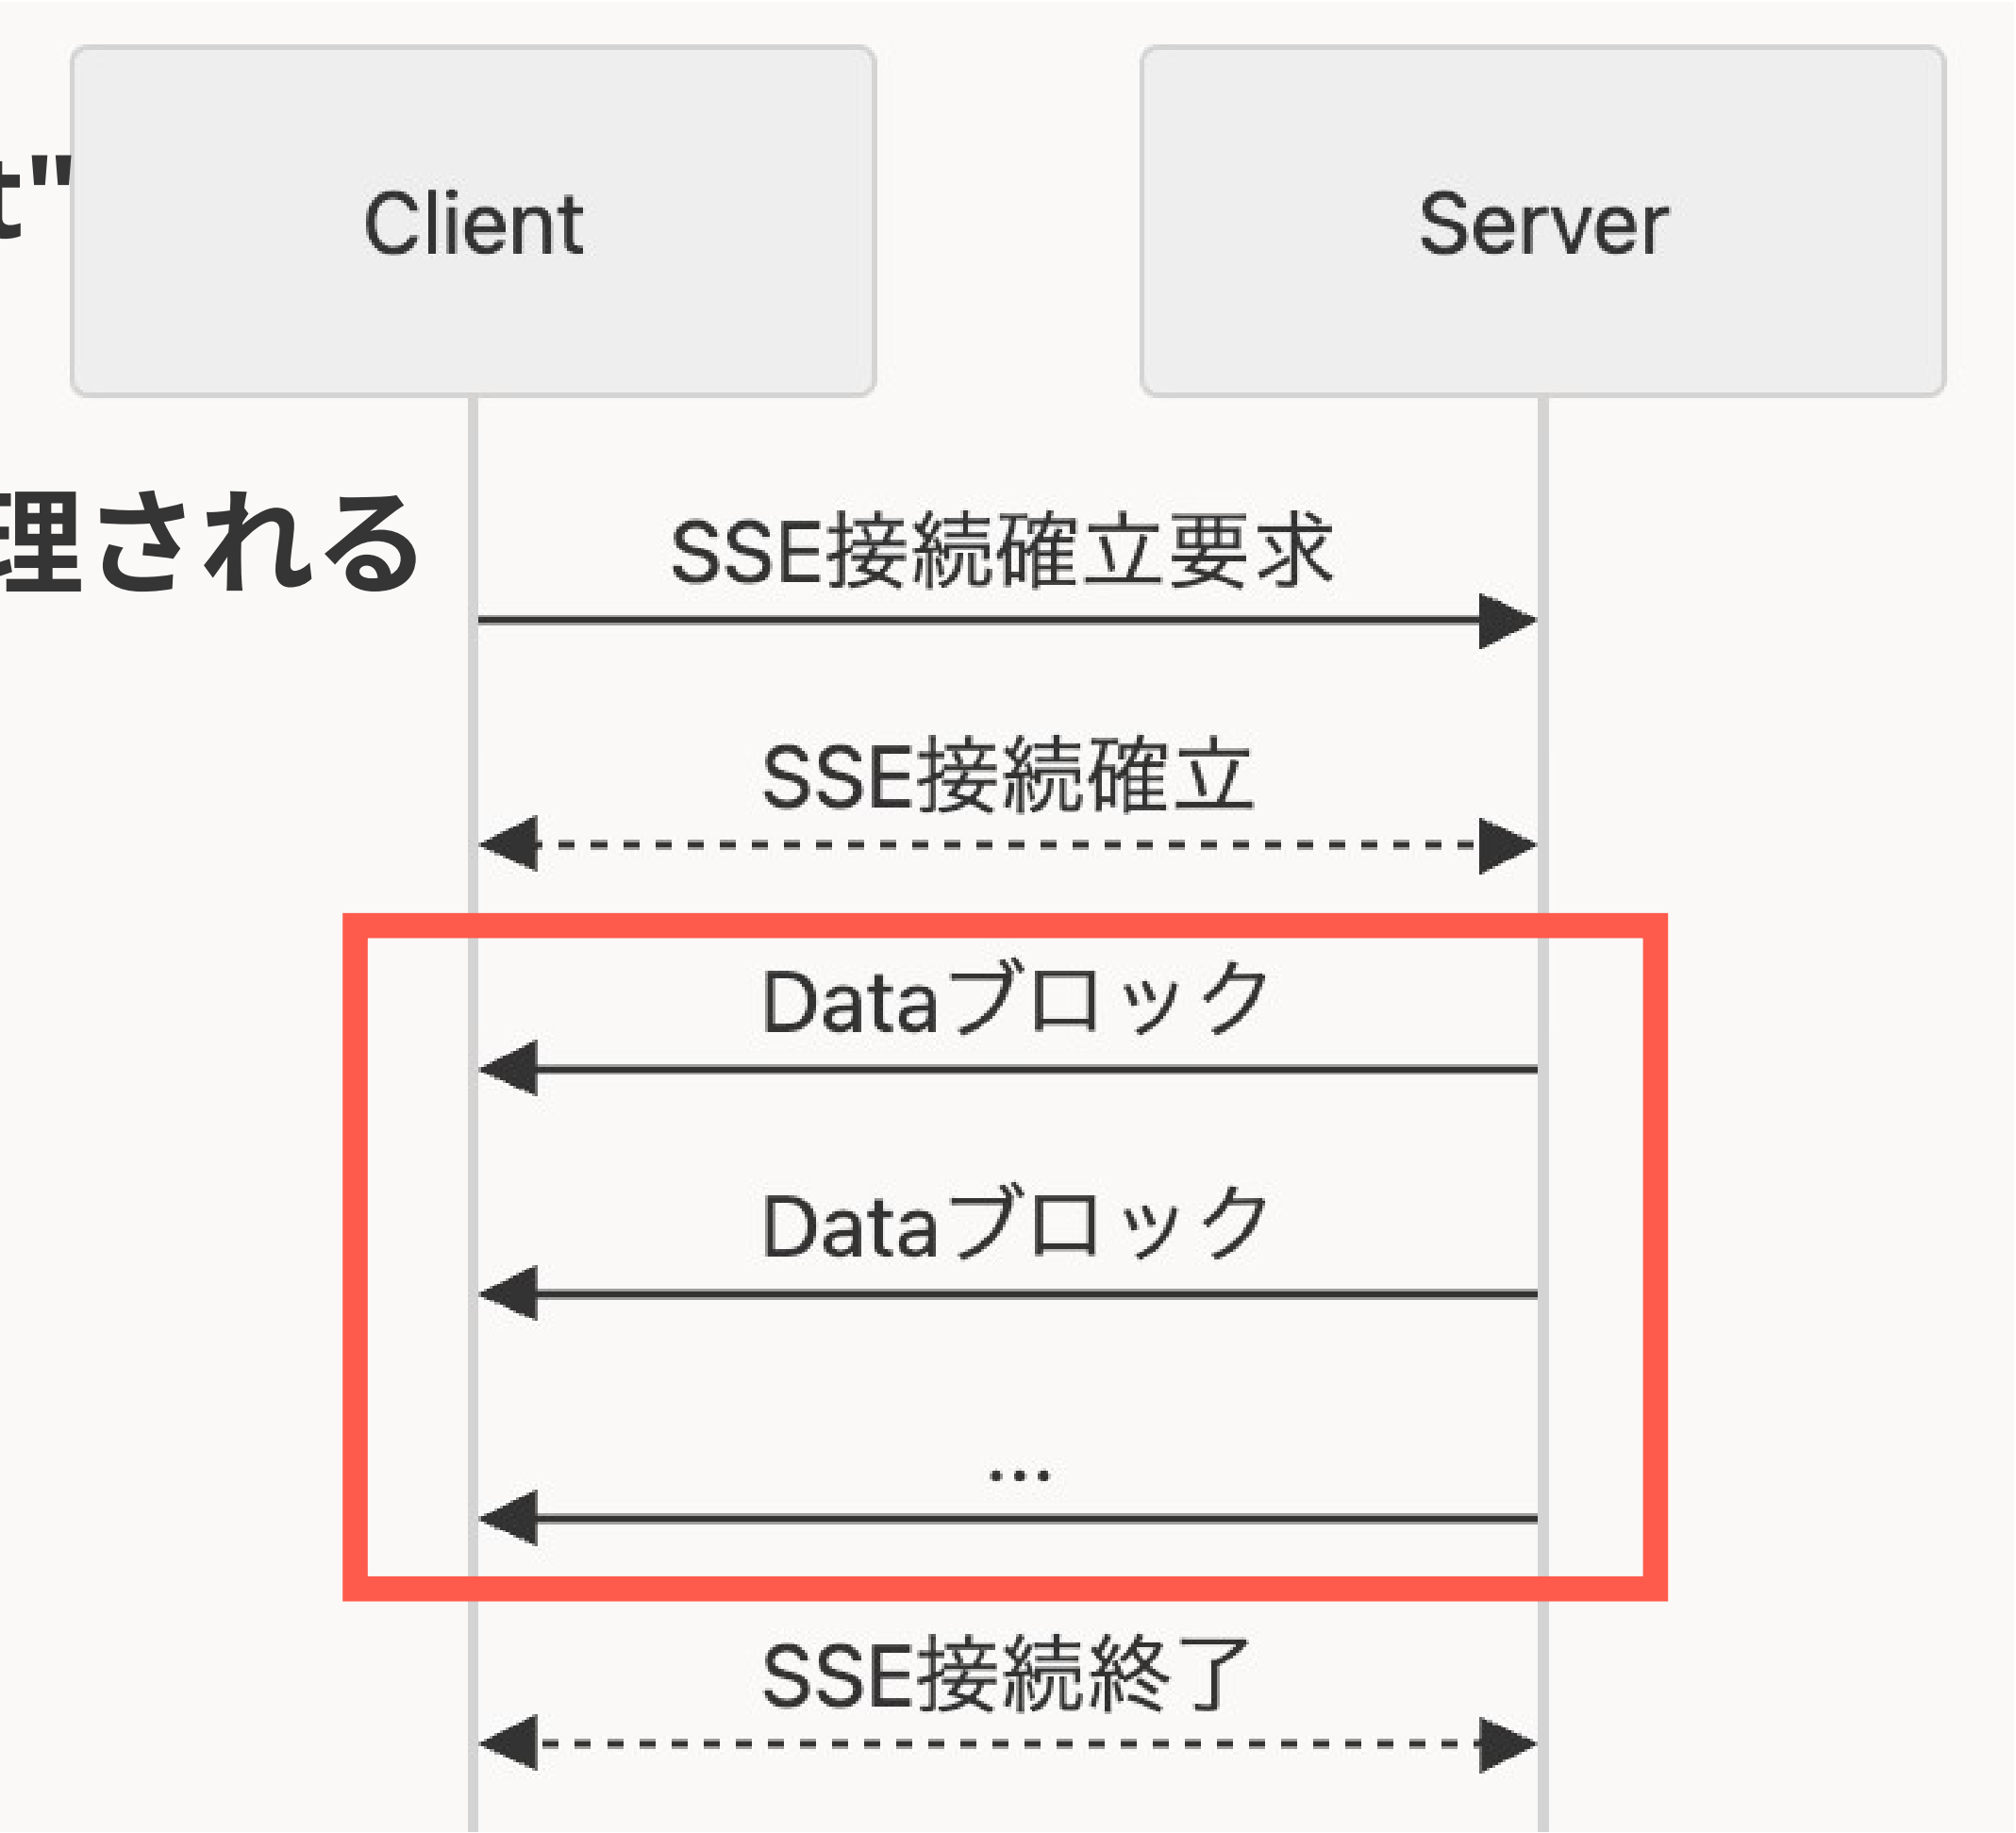 t"
Client
Server
理される
SSE接続確立要求
SSE接続確立
Dataブロック
Dataブロック
...
SSE接続終了